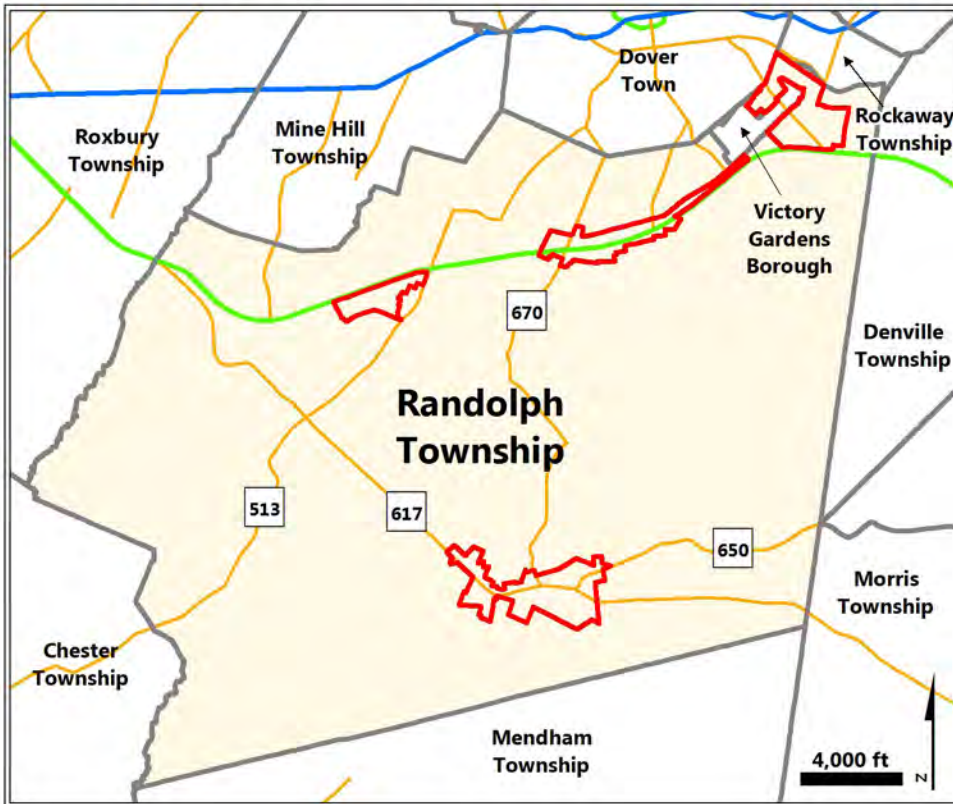 Dover
Town
Roxbury
Township
Mine Hill
Township
Rockaway
Township
Victory
Gardens
Borough
670
Denville
Township
Randolph
Township
513
617
650
Morris
Township
Chester
Township
Mendham
Township
4,000 ft
N